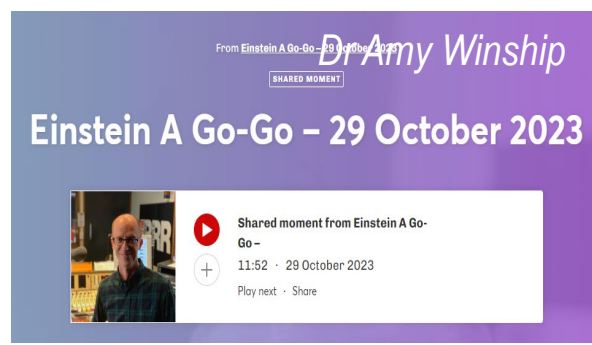 From Einstein A Go-Go – 29 October 2023
Dr Amy Winship
SHARED MOMENT
Einstein A Go-Go – 29 October 2023
RRR
Shared moment from Einstein A Go-
Go –
11:52 · 29 October 2023
Play next · Share